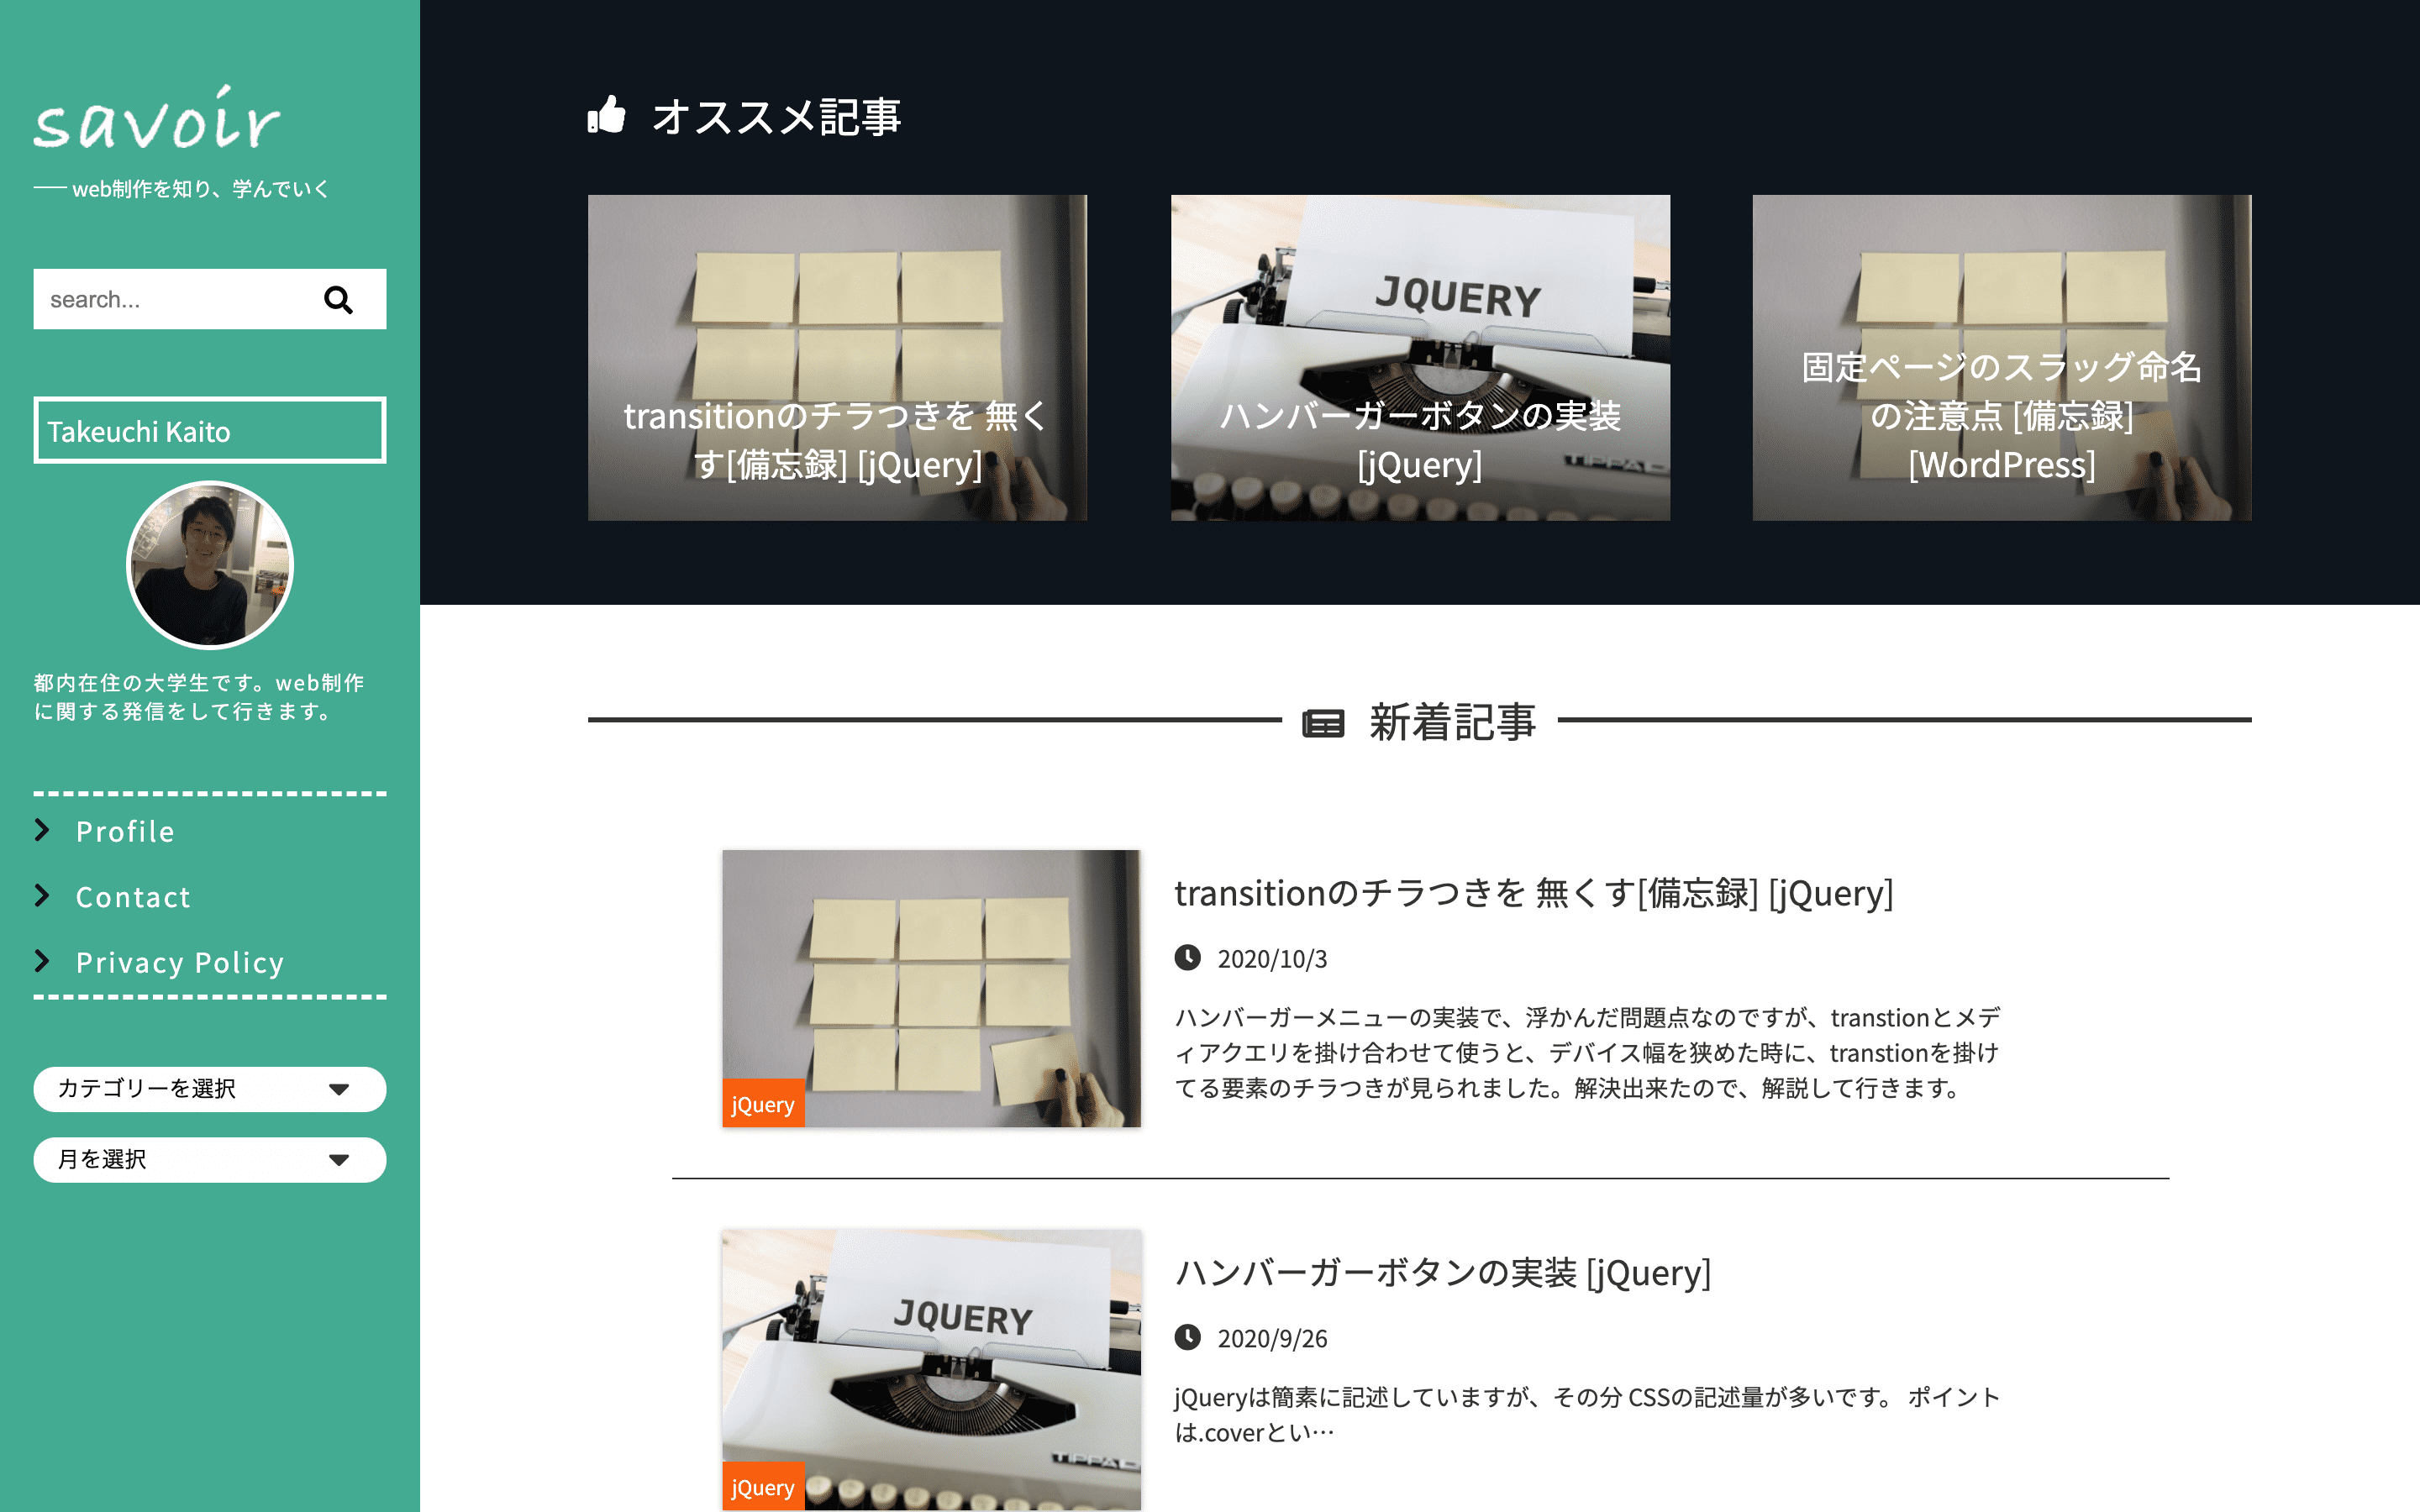 savoir
web制作を知り、学んでいく
search...
Takeuchi Kaito
都内在住の大学生です。web制作
に関する発信をして行きます。
Profile
Contact
Privacy Policy
カテゴリーを選択
月を選択
オススメ記事
transitionのチラつきを 無く
す[備忘録] [jQuery]
JQUERY
TIPPA
ハンバーガーボタンの実装
[jQuery]
固定ページのスラッグ命名
の注意点 [備忘録]
[WordPress]
新着記事
jQuery
transitionのチラつきを 無くす[備忘録] [jQuery]
2020/10/3
ハンバーガーメニューの実装で、浮かんだ問題点なのですが、transtionとメデ
ィアクエリを掛け合わせて使うと、デバイス幅を狭めた時に、transtionを掛け
てる要素のチラつきが見られました。解決出来たので、解説して行きます。
JQUERY
TIPPA
jQuery
ハンバーガーボタンの実装 [jQuery]
2020/9/26
jQueryは簡素に記述していますが、その分 CSSの記述量が多いです。 ポイント
は.coverとい…